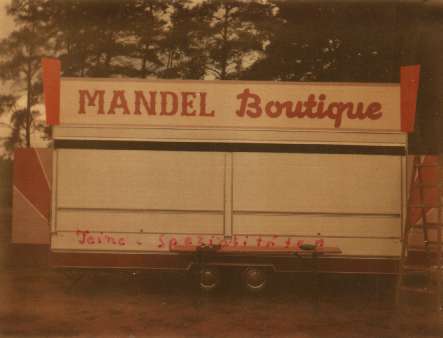 MANDEL Boutique
Feine - Spezialitäten